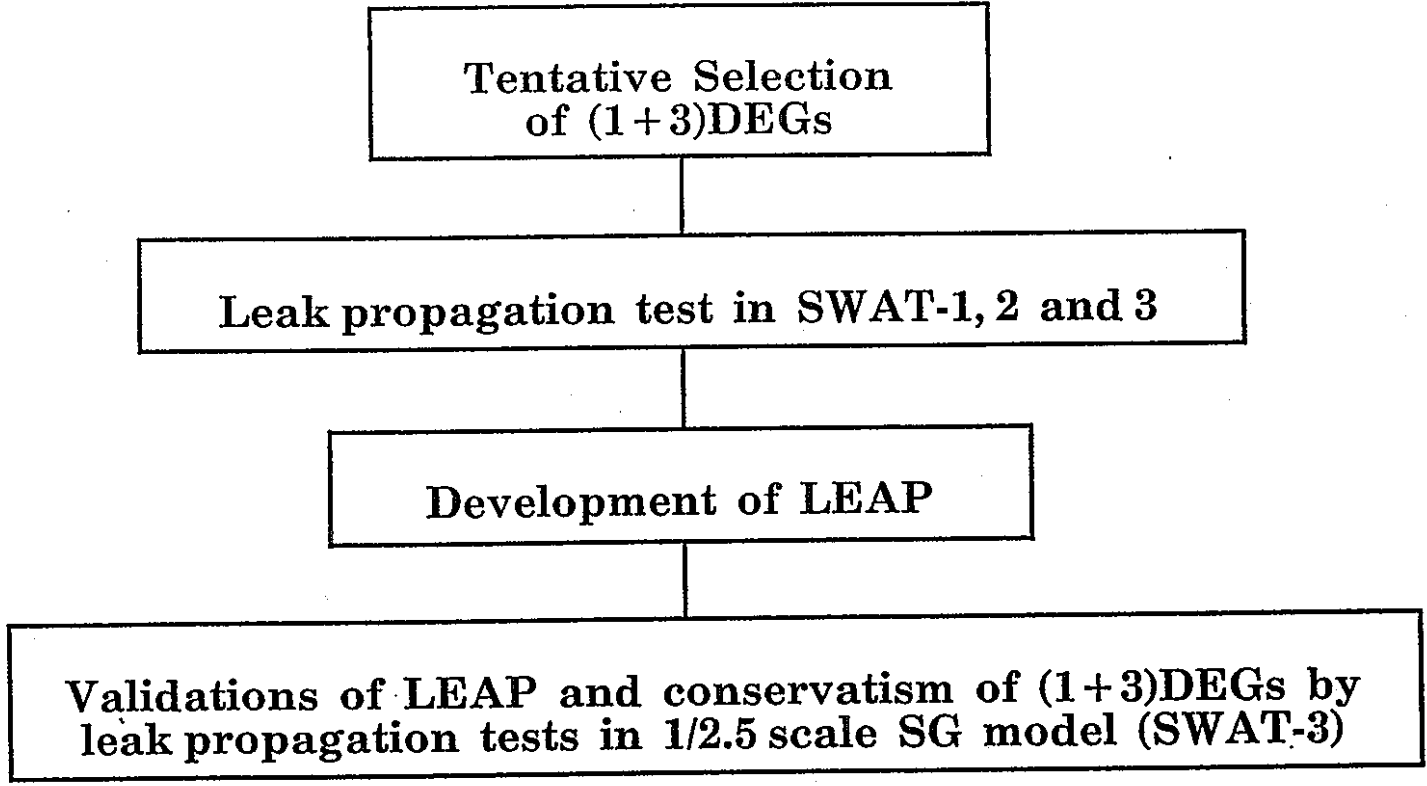 Tentative Selection
of (1+3)DEGs
Leak propagation test in SWAT-1, 2 and 3
Development of LEAP
Validations of LEAP and conservatism of (1+3)DEGs by
leak propagation tests in 1/2.5 scale SG model (SWAT-3)